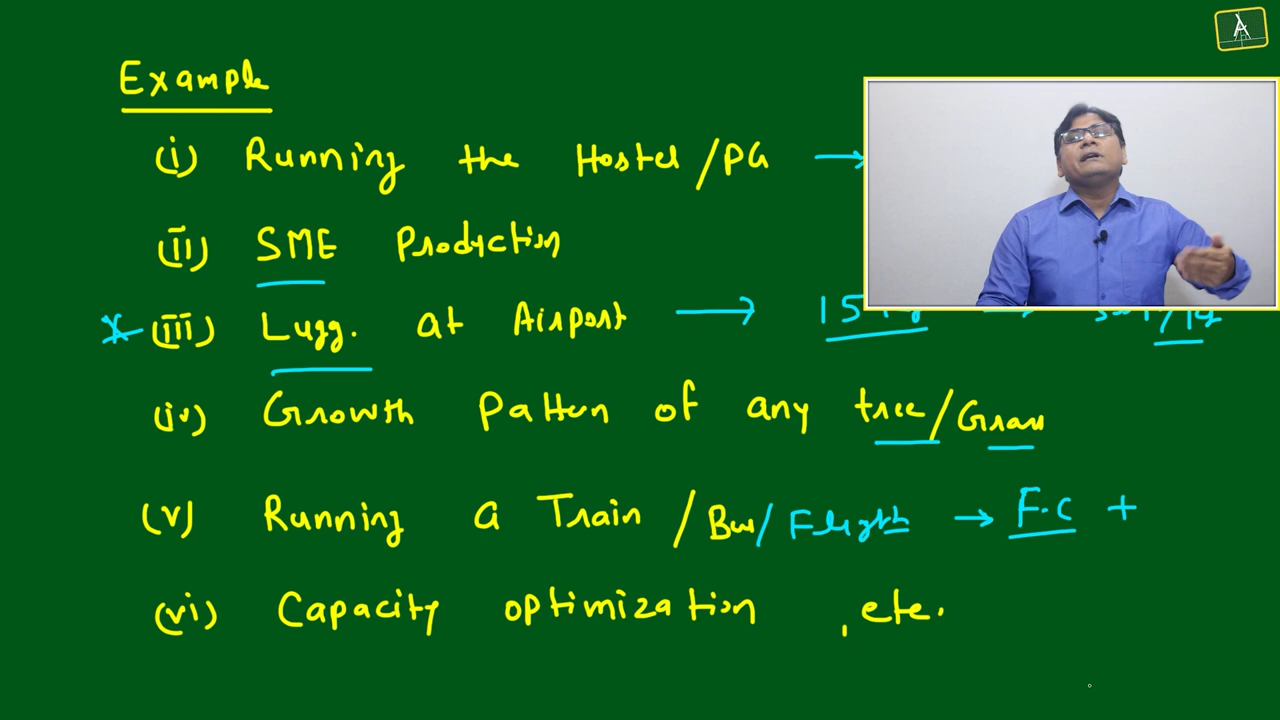 Example
(i) Running the Hostel/PG →
(ii) SME Production
(iii) Lugg. at Airport → 15 →
(iv) Growth Pattern of any tree/Grass
(v) Running a Train / Bus / Flight → F.C +
(vi) Capacity optimization , etc.